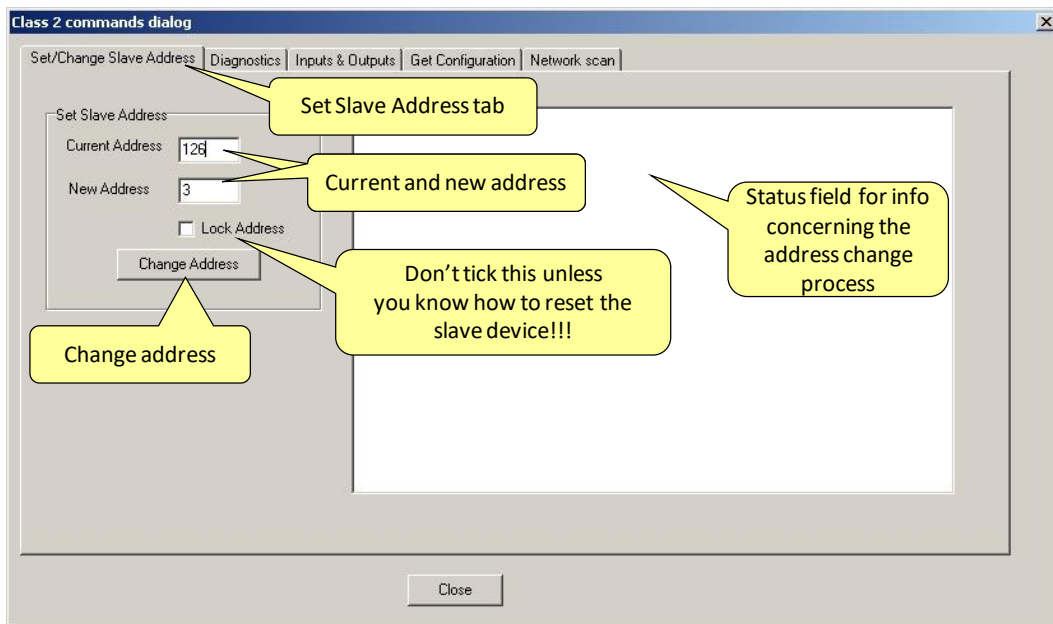 Class 2 commands dialog
Set/Change Slave Address
Diagnostics
Inputs & Outputs
Get Configuration
Network scan
Set Slave Address tab
Set Slave Address
Current Address
126
Current and new address
New Address
3
Status field for info
concerning the
address change
process
Lock Address
Change Address
Don't tick this unless
you know how to reset the
slave device!!!
Change address
Close